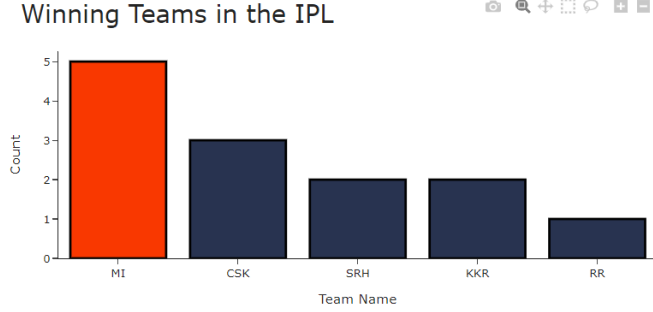 Winning Teams in the IPL
5
4
3
2
1
0
Count
MI CSK SRH KKR RR
Team Name